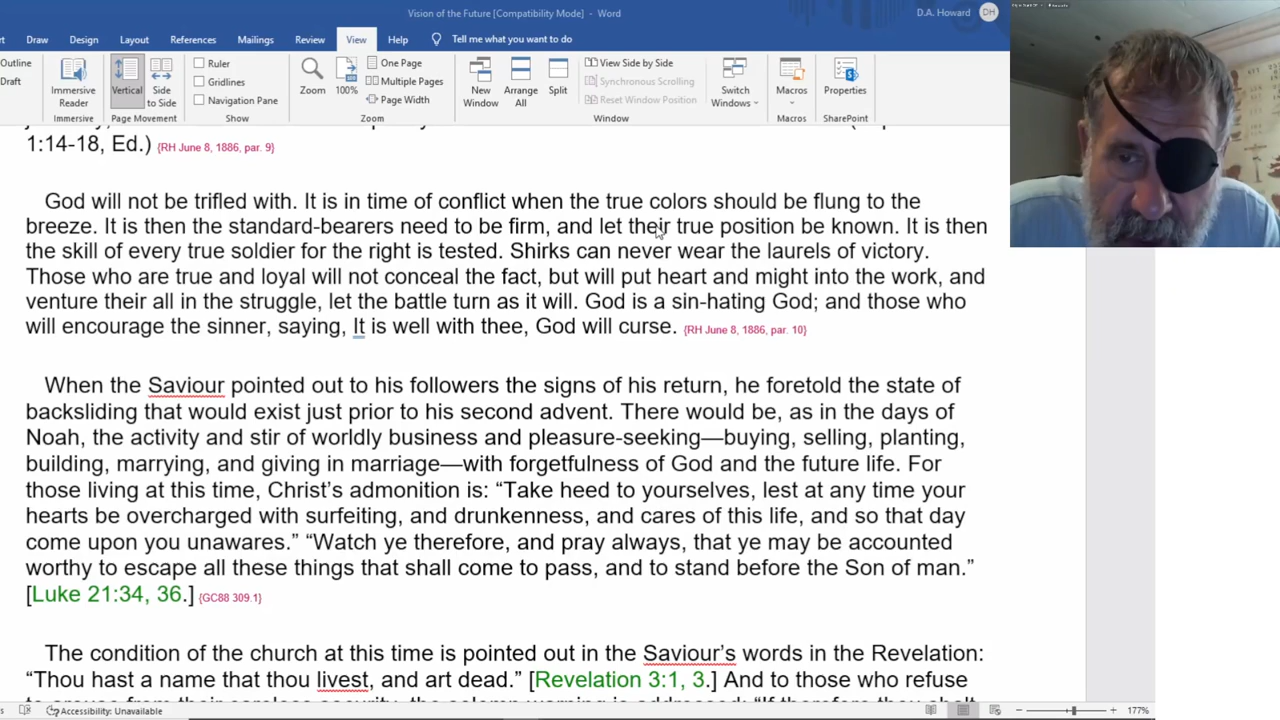 Vision of the Future [Compatibility Mode] - Word
D.A. Howard DH
Draw Design Layout References Mailings Review View Help Tell me what you want to do
Outline
Draft
Immersive Reader
Vertical
Side to Side
Ruler
Gridlines
Navigation Pane
Zoom
100%
One Page
Multiple Pages
Page Width
New Window
Arrange All
Split
View Side by Side
Synchronous Scrolling
Reset Window Position
Switch Windows
Macros
Properties
Immersive Page Movement Show Zoom Window Macros SharePoint
1:14-18, Ed.) {RH June 8, 1886, par. 9}
God will not be trifled with. It is in time of conflict when the true colors should be flung to the
breeze. It is then the standard-bearers need to be firm, and let their true position be known. It is then
the skill of every true soldier for the right is tested. Shirks can never wear the laurels of victory.
Those who are true and loyal will not conceal the fact, but will put heart and might into the work, and
venture their all in the struggle, let the battle turn as it will. God is a sin-hating God; and those who
will encourage the sinner, saying, It is well with thee, God will curse. {RH June 8, 1886, par. 10}
When the Saviour pointed out to his followers the signs of his return, he foretold the state of
backsliding that would exist just prior to his second advent. There would be, as in the days of
Noah, the activity and stir of worldly business and pleasure-seeking—buying, selling, planting,
building, marrying, and giving in marriage—with forgetfulness of God and the future life. For
those living at this time, Christ’s admonition is: “Take heed to yourselves, lest at any time your
hearts be overcharged with surfeiting, and drunkenness, and cares of this life, and so that day
come upon you unawares.” “Watch ye therefore, and pray always, that ye may be accounted
worthy to escape all these things that shall come to pass, and to stand before the Son of man.”
[Luke 21:34, 36.] {GC88 309.1}
The condition of the church at this time is pointed out in the Saviour’s words in the Revelation:
“Thou hast a name that thou livest, and art dead.” [Revelation 3:1, 3.] And to those who refuse
Accessibility: Unavailable
177%